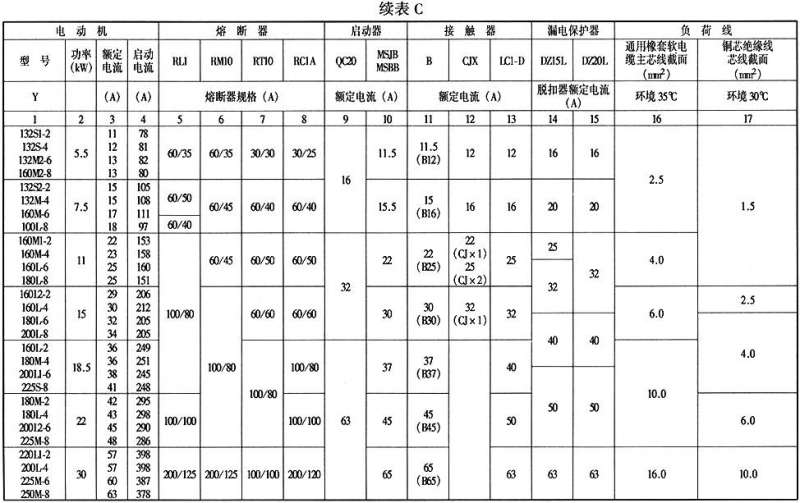 续表 C
电动机 熔断器 启动器 接触器 漏电保护器 负荷线
型号 功率(kW) 额定电流 启动电流 RL1 RM10 RT10 RC1A QC20 MSJB MSBB B CJX LC1-D DZ15L DZ20L 通用橡套软电缆主芯线截面(mm²) 铜芯绝缘线芯线截面(mm²)
Y (A) (A) 熔断器规格 (A) 额定电流 (A) 额定电流 (A) 脱扣器额定电流(A) 环境35℃ 环境30℃
1 2 3 4 5 6 7 8 9 10 11 12 13 14 15 16 17
132S1-2 11 78
132S-4 12 81
132M2-6 13 82
160M2-8 13 80
5.5 60/35 60/35 30/30 30/25 16 11.5 11.5 (B12) 12 12 16 16 2.5 1.5
132S2-2 15 105
132M-4 15 108
160M-6 17 111
100L-8 18 97
7.5 60/50 60/40 60/45 60/40 60/40 15.5 15 (B16) 16 16 20 20
160M1-2 22 153
160M-4 23 158
160L-6 25 160
180L-8 25 151
11 100/80 60/45 60/50 60/50 32 22 22 (B25) 22 (CJ×1) 25 (CJ×2) 25 25 32 32 4.0
160L2-2 29 206
160L-4 30 212
180L-6 32 205
200L-8 34 205
15 100/80 60/60 60/60 30 30 (B30) 32 (CJ×1) 32 40 40 6.0 2.5
160L-2 36 249
180M-4 36 251
200L1-6 38 245
225S-8 41 248
18.5 100/80 100/80 63 37 37 (B37) 40 50 50 10.0 4.0
180M-2 42 295
180L-4 43 298
200L2-6 45 290
225M-8 48 286
22 100/100 100/100 45 45 (B45) 50 6.0
220L1-2 57 398
200L-4 57 398
225M-6 60 387
250M-8 63 378
30 200/125 200/125 100/100 200/120 65 65 (B65) 63 63 63 16.0 10.0